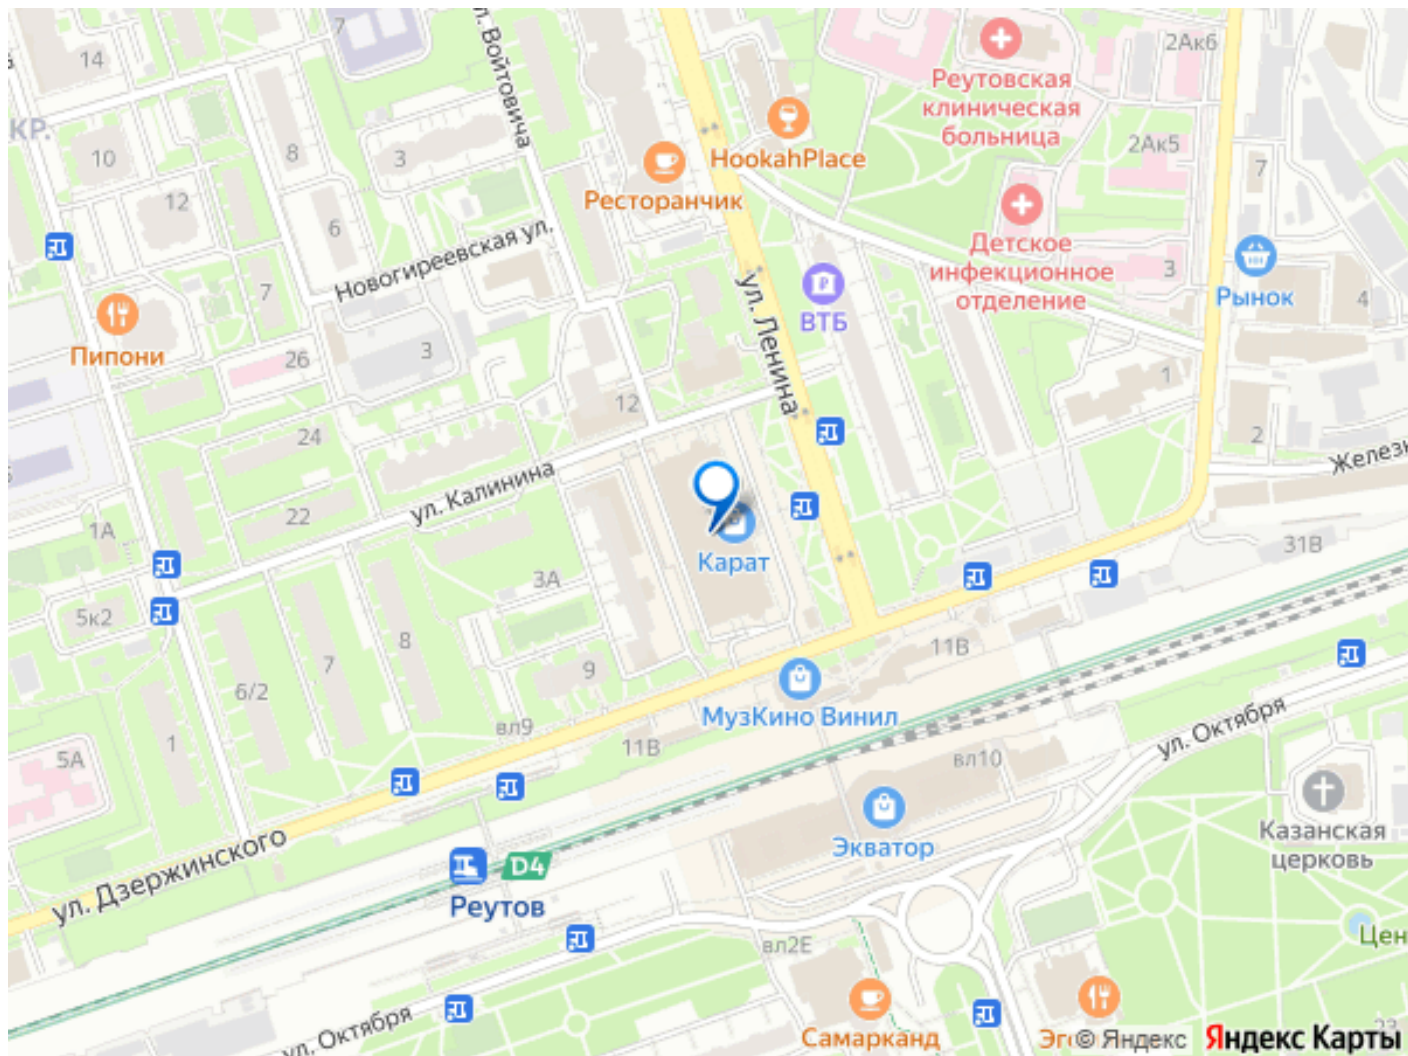 14
7
ул. Войтовича
2Ак6
Реутовская
клиническая
больница
КР.
10
8
3
HookahPlace
2Ак5
7
Ресторанчик
12
6
Новогиреевская ул.
Детское
инфекционное
отделение
3
Рынок
4
7
ул. Ленина
ВТБ
Пипони
26
3
1
12
24
2
ул. Калинина
1А
22
31В
Карат
3А
5к2
8
7
9
6/2
11В
МузКино Винил
вл9
11В
1
5А
вл10
ул. Октября
Экватор
Казанская
церковь
ул. Дзержинского
D4
Реутов
вл2Е
Цен
ул. Октября
Самарканд
23
© Яндекс
Яндекс Карты